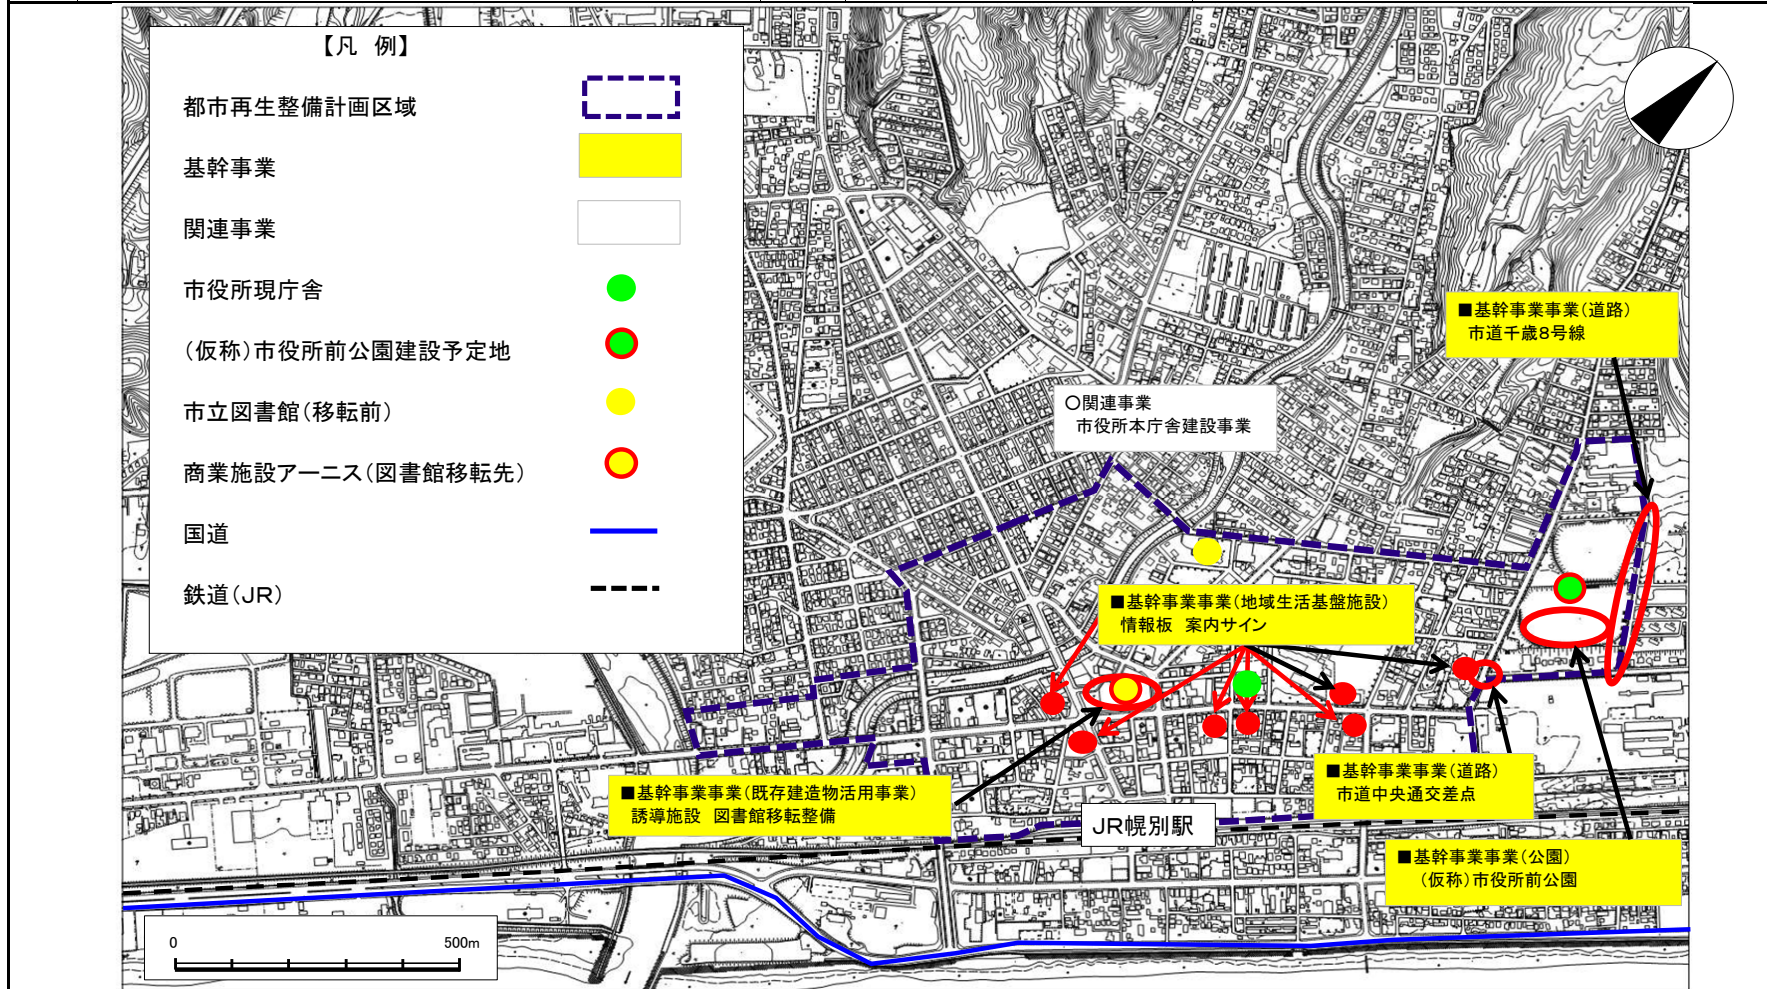 【凡 例】
都市再生整備計画区域
基幹事業
関連事業
市役所現庁舎
(仮称)市役所前公園建設予定地
市立図書館(移転前)
商業施設アーニス(図書館移転先)
国道
鉄道(JR)
■基幹事業事業(道路)
市道千歳8号線
○関連事業
市役所本庁舎建設事業
■基幹事業事業(地域生活基盤施設)
情報板 案内サイン
■基幹事業事業(道路)
市道中央通交差点
■基幹事業事業(既存建造物活用事業)
誘導施設 図書館移転整備
JR幌別駅
■基幹事業事業(公園)
(仮称)市役所前公園
0 500m